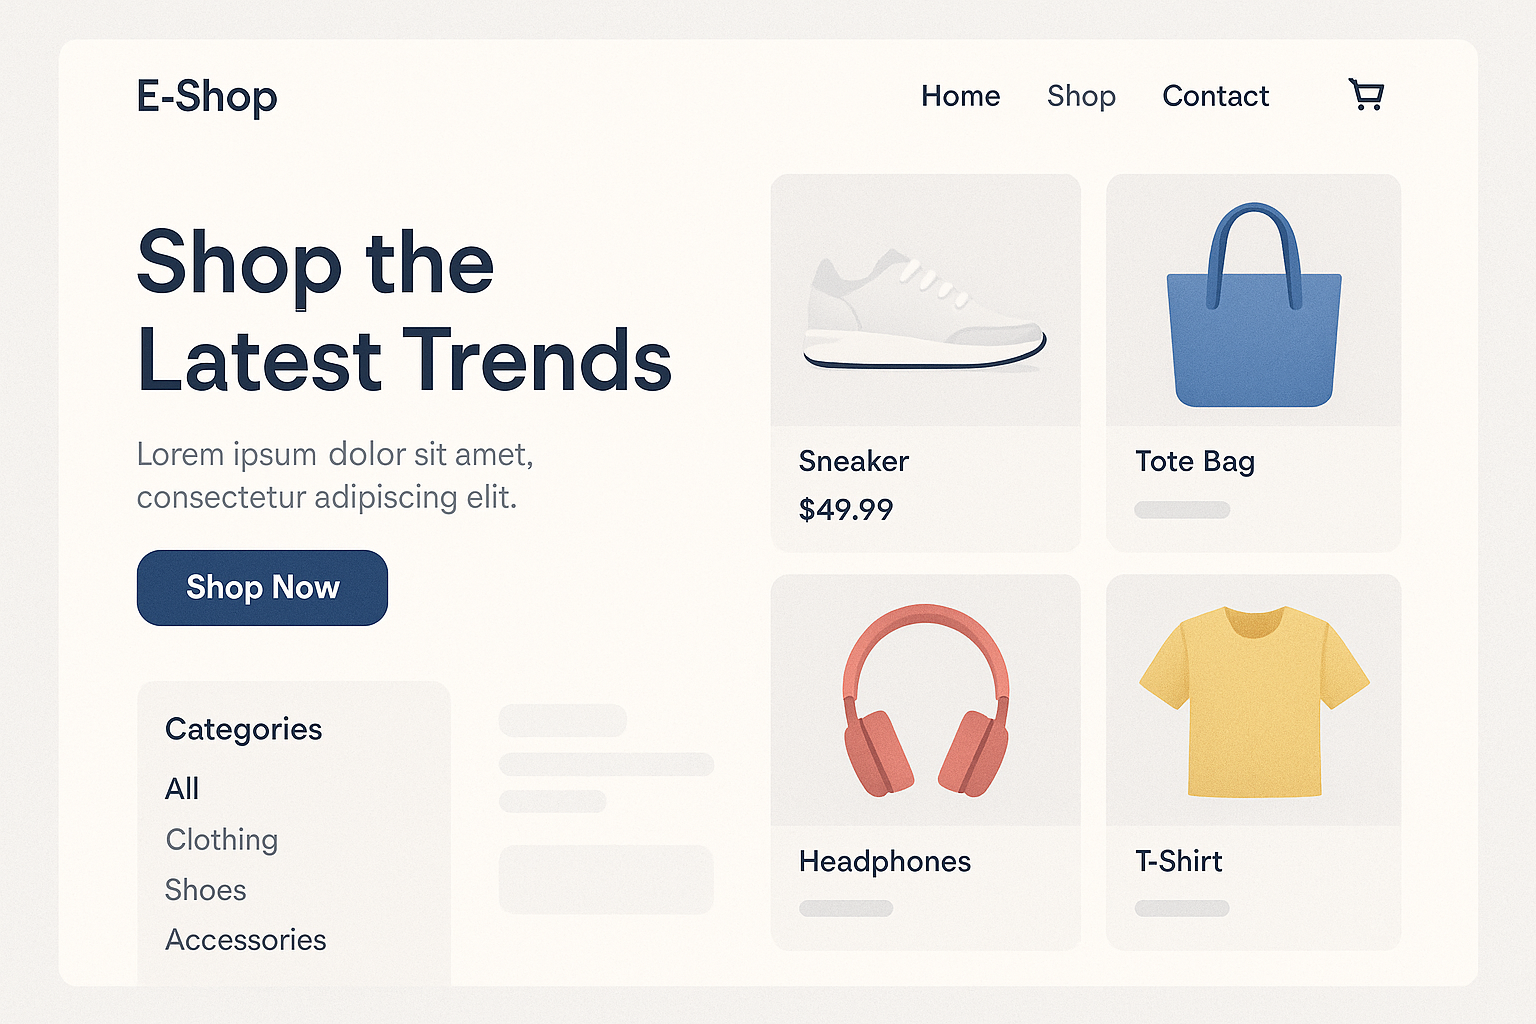 E-Shop
Home Shop Contact
Shop the
Latest Trends
Lorem ipsum dolor sit amet,
consectetur adipiscing elit.
Shop Now
Categories
All
Clothing
Shoes
Accessories
Sneaker
$49.99
Tote Bag
Headphones
T-Shirt